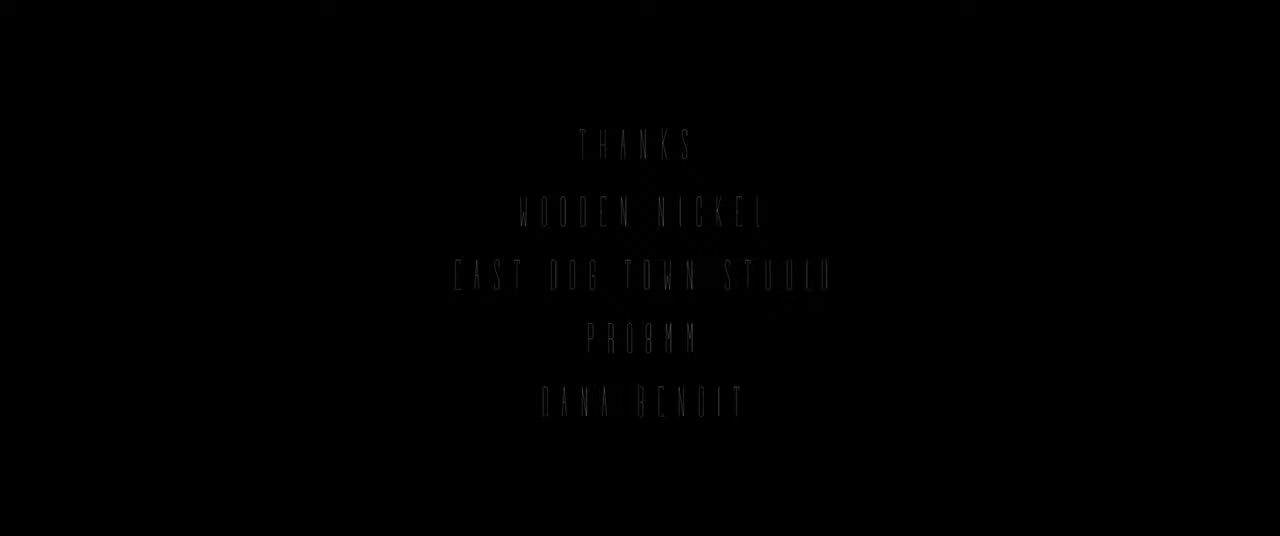 THANKS
WOODEN NICKEL
EAST DOG TOWN STUDIO
PRO8MM
DANA BENOIT